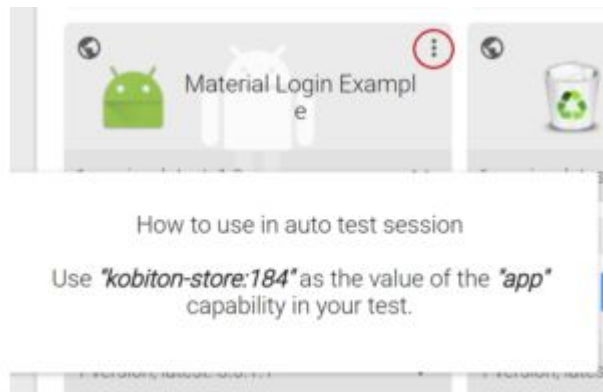 Material Login Exampl
e
How to use in auto test session
Use "kobiton-store:184" as the value of the "app"
capability in your test.